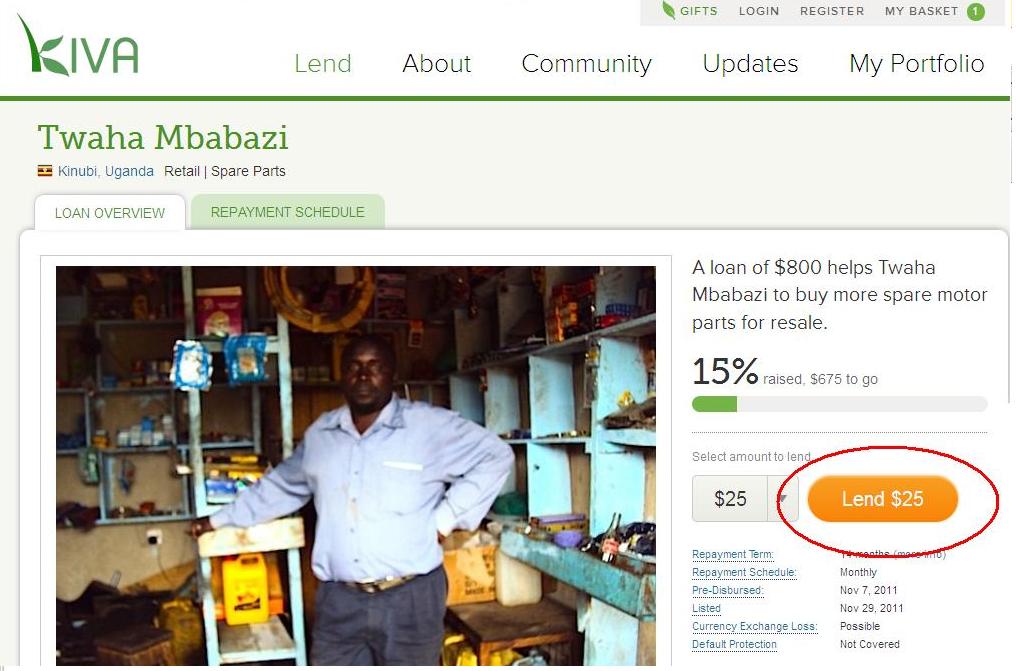 KIVA
GIFTS LOGIN REGISTER MY BASKET 1
Lend About Community Updates My Portfolio
Twaha Mbabazi
Kinubi, Uganda Retail | Spare Parts
LOAN OVERVIEW REPAYMENT SCHEDULE
A loan of $800 helps Twaha
Mbabazi to buy more spare motor
parts for resale.
15% raised, $675 to go
Select amount to lend
$25 Lend $25
Repayment Term: 14 months (more info)
Repayment Schedule: Monthly
Pre-Disbursed: Nov 7, 2011
Listed Nov 29, 2011
Currency Exchange Loss: Possible
Default Protection Not Covered